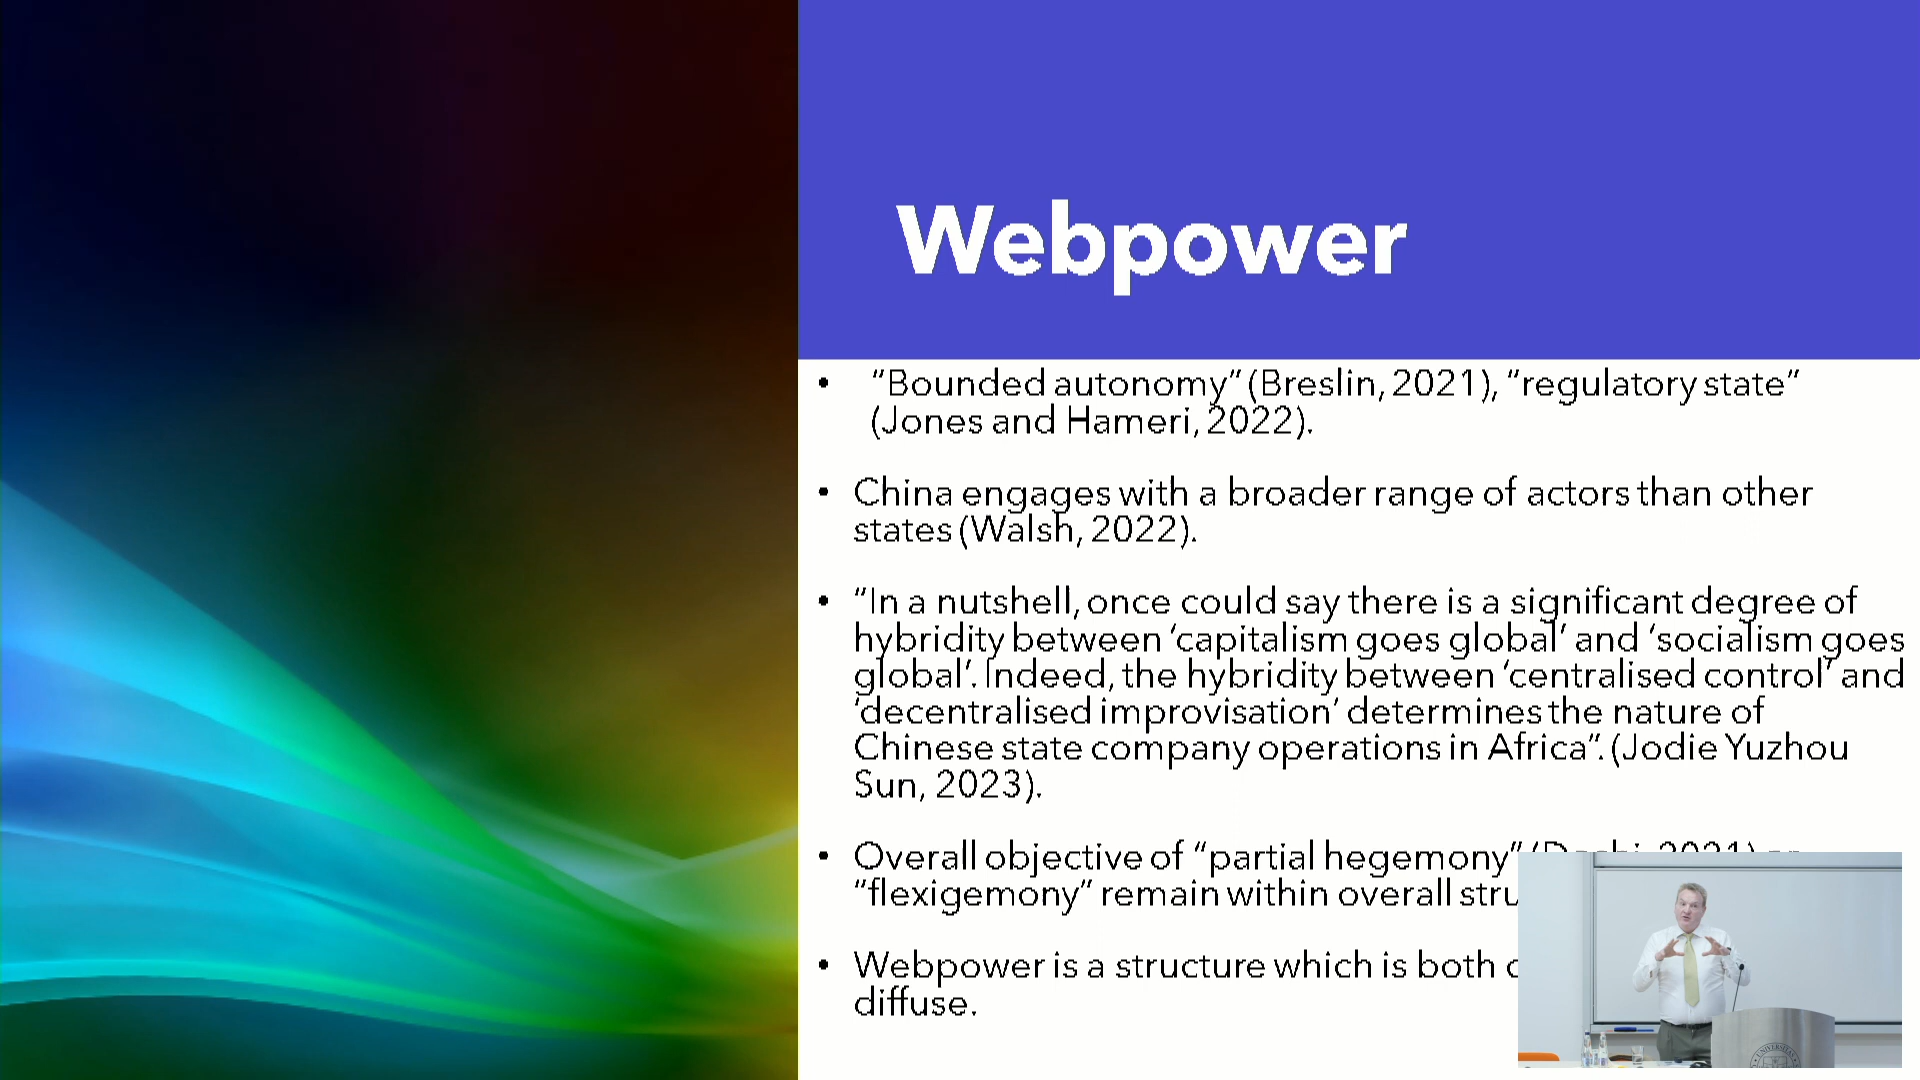 Webpower
• “Bounded autonomy” (Breslin, 2021), “regulatory state”
(Jones and Hameri, 2022).
• China engages with a broader range of actors than other
states (Walsh, 2022).
• “In a nutshell, once could say there is a significant degree of
hybridity between ‘capitalism goes global’ and ‘socialism goes
global’. Indeed, the hybridity between ‘centralised control’ and
‘decentralised improvisation’ determines the nature of
Chinese state company operations in Africa”. (Jodie Yuzhou
Sun, 2023).
• Overall objective of “partial hegemony”
“flexigemony” remain within overall
• Webpower is a structure which is both
diffuse.